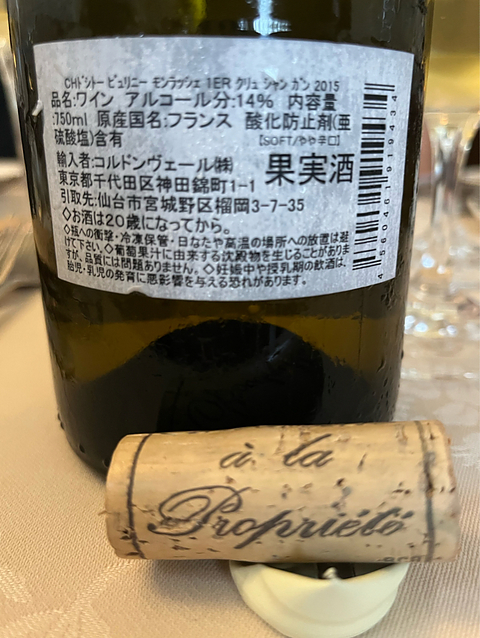 CHドシトー ピュリニー モンラッシェ 1ER クリュ シャン ガン 2015
品名:ワイン アルコール分:14% 内容量
:750ml 原産国名:フランス 酸化防止剤(亜
硫酸塩)含有
【SOFT/やや辛口】
輸入者:コルドンヴェール㈱
果実酒
東京都千代田区神田錦町1-1
引取先:仙台市宮城野区榴岡3-7-35
◇お酒は20歳になってから。
◇瓶への衝撃・冷凍保管・日なたや高温の場所への放置は避
けて下さい。◇葡萄果汁に由来する沈殿物を生じることがありま
すが、品質には問題ありません。◇妊娠中や授乳期の飲酒は、
胎児・乳児の発育に悪影響を与える恐れがあります。
4 560461 919434
à la
Propriété